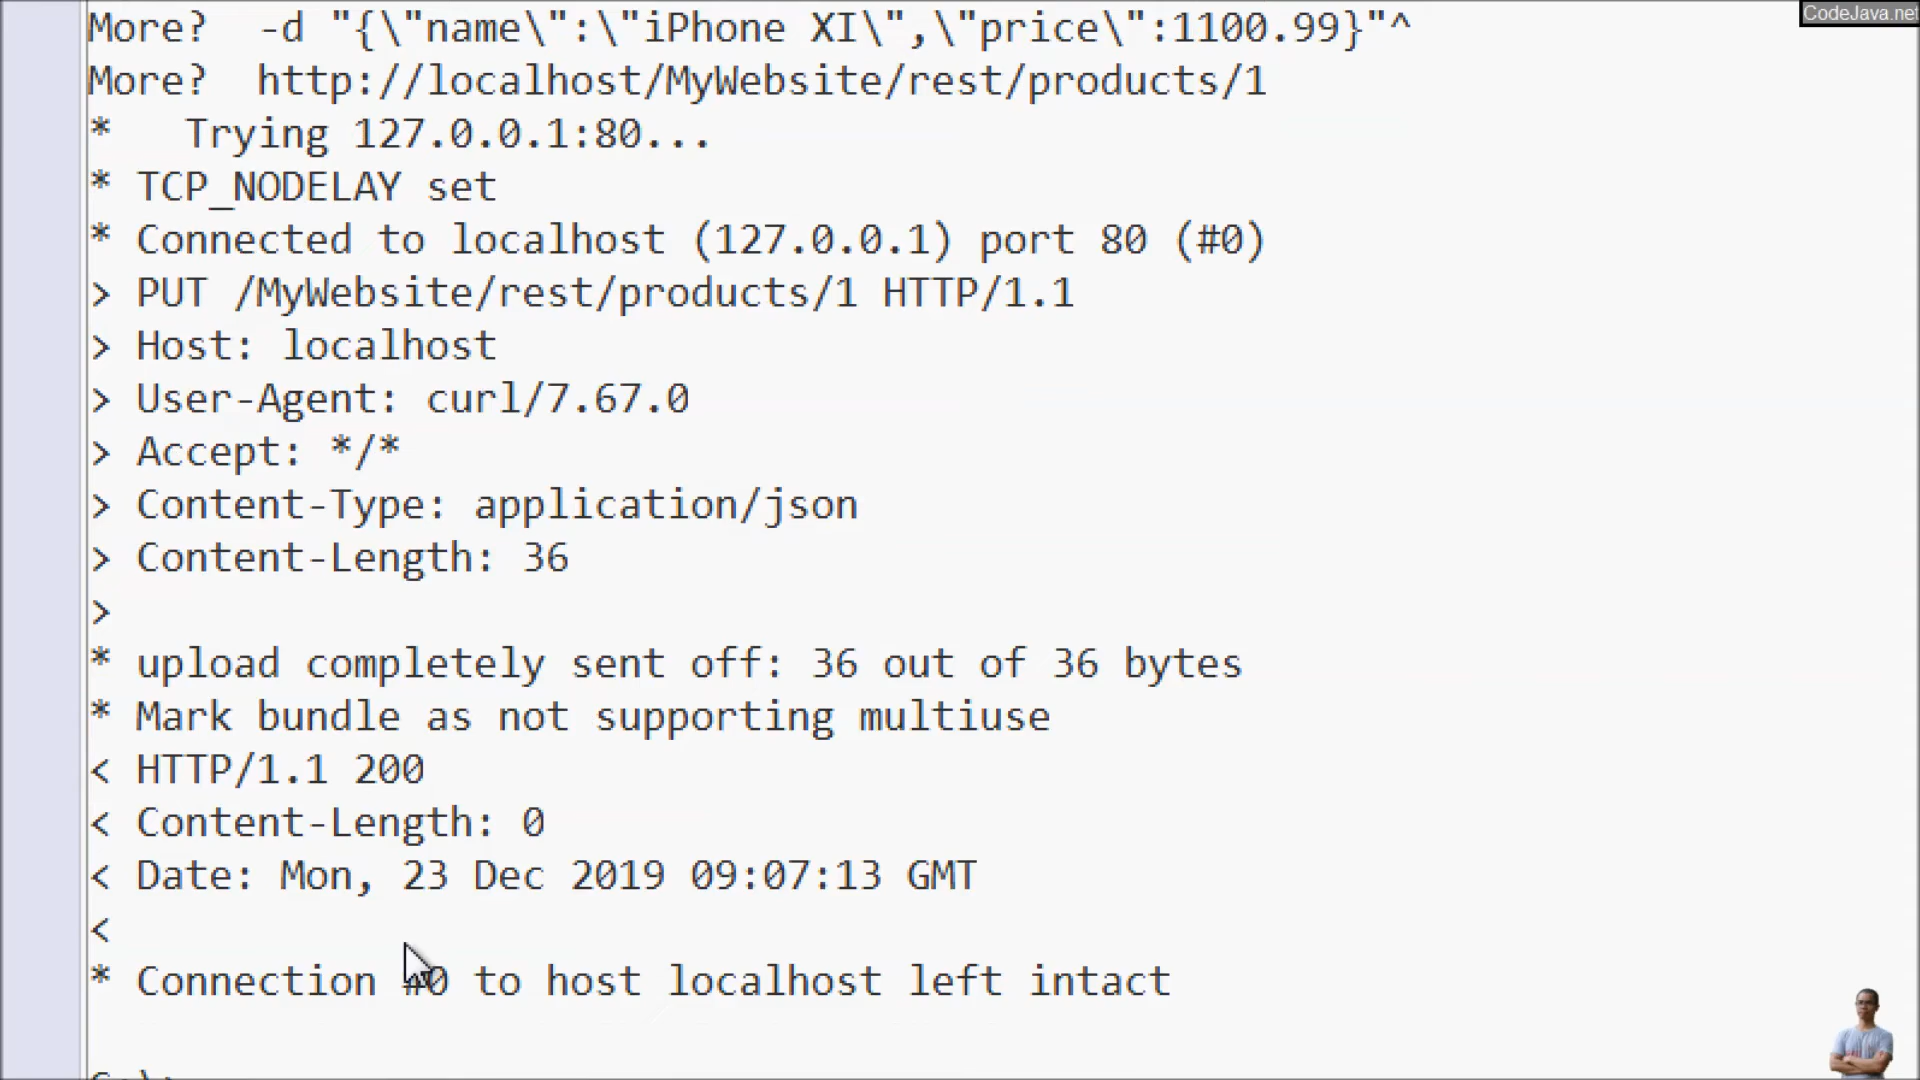 CodeJava.net
More?  -d "{\"name\":\"iPhone XI\",\"price\":1100.99}"^
More?  http://localhost/MyWebsite/rest/products/1
*   Trying 127.0.0.1:80...
* TCP_NODELAY set
* Connected to localhost (127.0.0.1) port 80 (#0)
> PUT /MyWebsite/rest/products/1 HTTP/1.1
> Host: localhost
> User-Agent: curl/7.67.0
> Accept: */*
> Content-Type: application/json
> Content-Length: 36
>
* upload completely sent off: 36 out of 36 bytes
* Mark bundle as not supporting multiuse
< HTTP/1.1 200
< Content-Length: 0
< Date: Mon, 23 Dec 2019 09:07:13 GMT
<
* Connection #0 to host localhost left intact